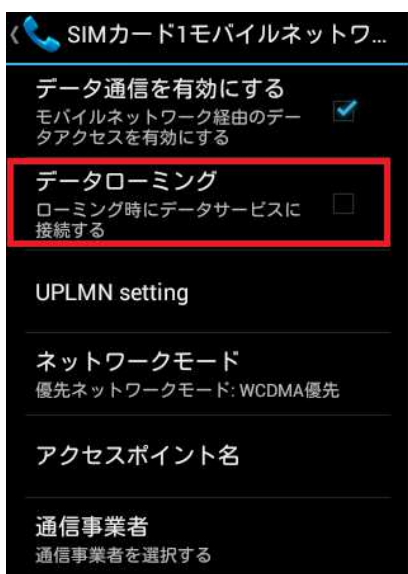 SIMカード1モバイルネットワ...
データ通信を有効にする
モバイルネットワーク経由のデー
タアクセスを有効にする
データローミング
ローミング時にデータサービスに
接続する
UPLMN setting
ネットワークモード
優先ネットワークモード: WCDMA優先
アクセスポイント名
通信事業者
通信事業者を選択する